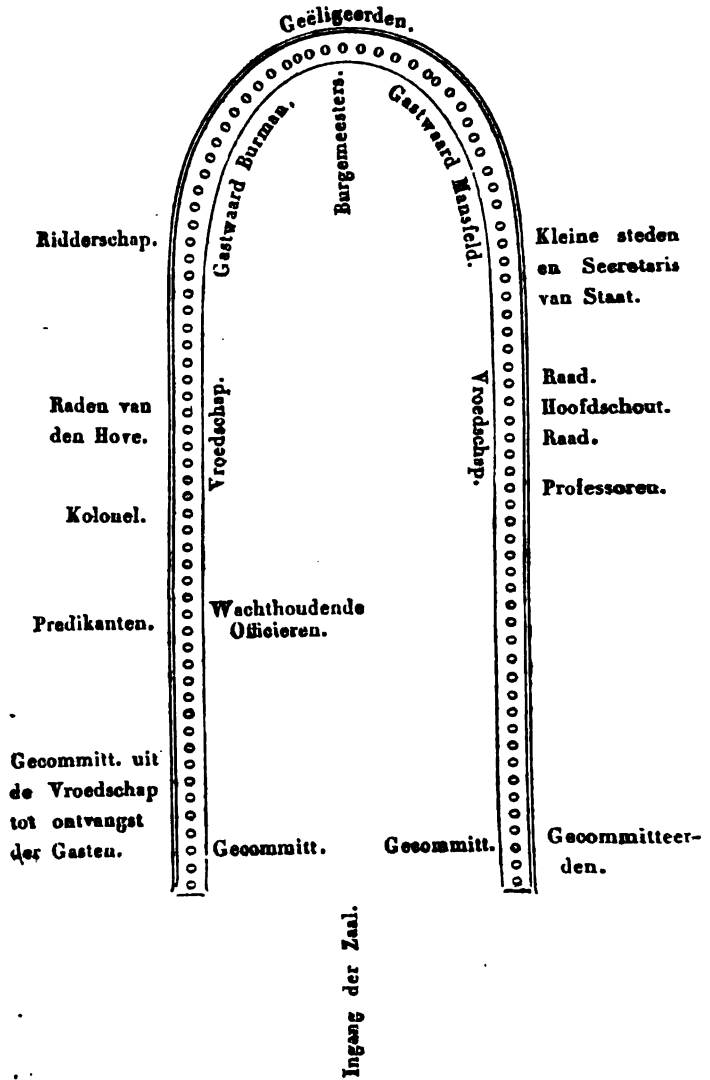 Geëligeerden.
Gastwaard Burman,
Burgemeesters.
Gastwaard Mansfeld.
Ridderschap.
Kleine steden
en Secretaris
van Staat.
Raden van
den Hove.
Vroedschap.
Vroedschap.
Raad.
Hoofdschout.
Raad.
Kolonel.
Professoren.
Predikanten.
Wachthoudende
Officieren.
Gecommitt. uit
de Vroedschap
tot ontvangst
der Gasten.
Gecommitt.
Gecommitt.
Gecommitteer-
den.
Ingang der Zaal.